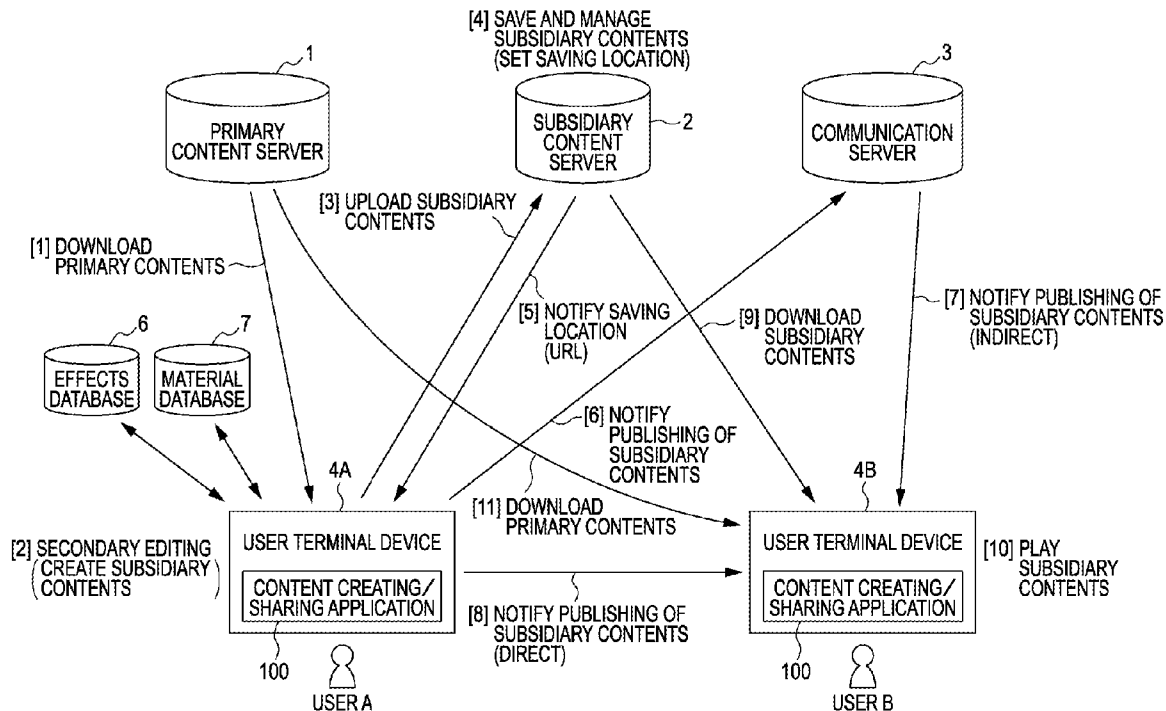 [4] SAVE AND MANAGE
SUBSIDIARY CONTENTS
(SET SAVING LOCATION)
1
PRIMARY
CONTENT SERVER
2
SUBSIDIARY
CONTENT
SERVER
3
COMMUNICATION
SERVER
[3] UPLOAD SUBSIDIARY
CONTENTS
[1] DOWNLOAD
PRIMARY CONTENTS
[5] NOTIFY SAVING
LOCATION
(URL)
[9] DOWNLOAD
SUBSIDIARY
CONTENTS
[7] NOTIFY PUBLISHING OF
SUBSIDIARY CONTENTS
(INDIRECT)
6
EFFECTS
DATABASE
7
MATERIAL
DATABASE
[6] NOTIFY
PUBLISHING OF
SUBSIDIARY
CONTENTS
[11] DOWNLOAD
PRIMARY CONTENTS
[2] SECONDARY EDITING
(CREATE SUBSIDIARY
CONTENTS)
4A
USER TERMINAL DEVICE
CONTENT CREATING/
SHARING APPLICATION
100
USER A
[8] NOTIFY PUBLISHING OF
SUBSIDIARY CONTENTS
(DIRECT)
4B
USER TERMINAL DEVICE
CONTENT CREATING/
SHARING APPLICATION
100
USER B
[10] PLAY
SUBSIDIARY
CONTENTS